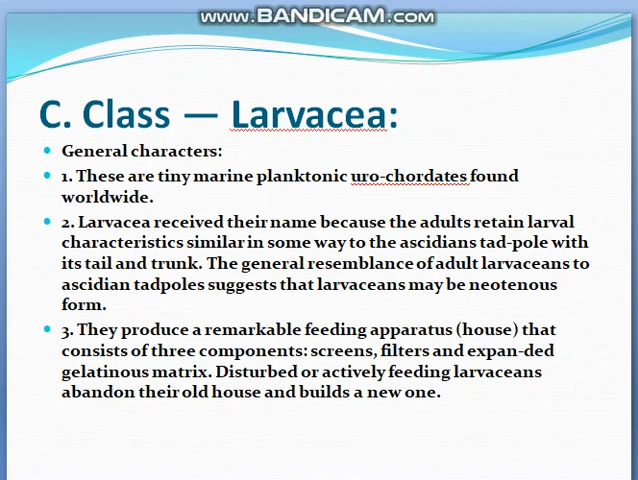 WWW.BANDICAM.COM
C. Class — Larvacea:
General characters:
1. These are tiny marine planktonic uro-chordates found
worldwide.
2. Larvacea received their name because the adults retain larval
characteristics similar in some way to the ascidians tad-pole with
its tail and trunk. The general resemblance of adult larvaceans to
ascidian tadpoles suggests that larvaceans may be neotenous
form.
3. They produce a remarkable feeding apparatus (house) that
consists of three components: screens, filters and expan-ded
gelatinous matrix. Disturbed or actively feeding larvaceans
abandon their old house and builds a new one.